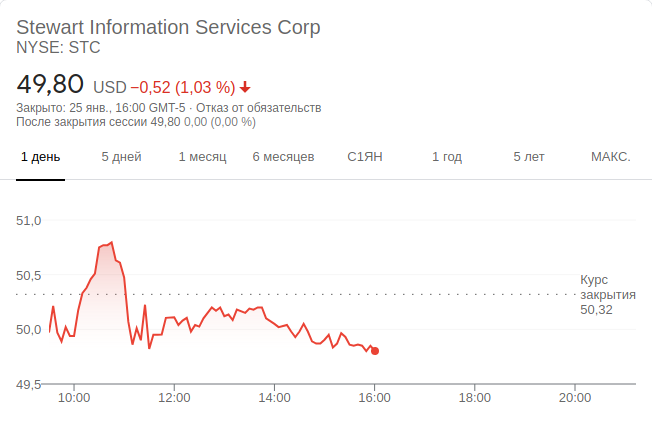 Stewart Information Services Corp
NYSE: STC
49,80 USD −0,52 (1,03 %)
Закрыто: 25 янв., 16:00 GMT-5 · Отказ от обязательств
После закрытия сессии 49,80 0,00 (0,00 %)
1 день 5 дней 1 месяц 6 месяцев С1ЯН 1 год 5 лет МАКС.
51,0
50,5
Курс
закрытия
50,32
50,0
49,5
10:00 12:00 14:00 16:00 18:00 20:00